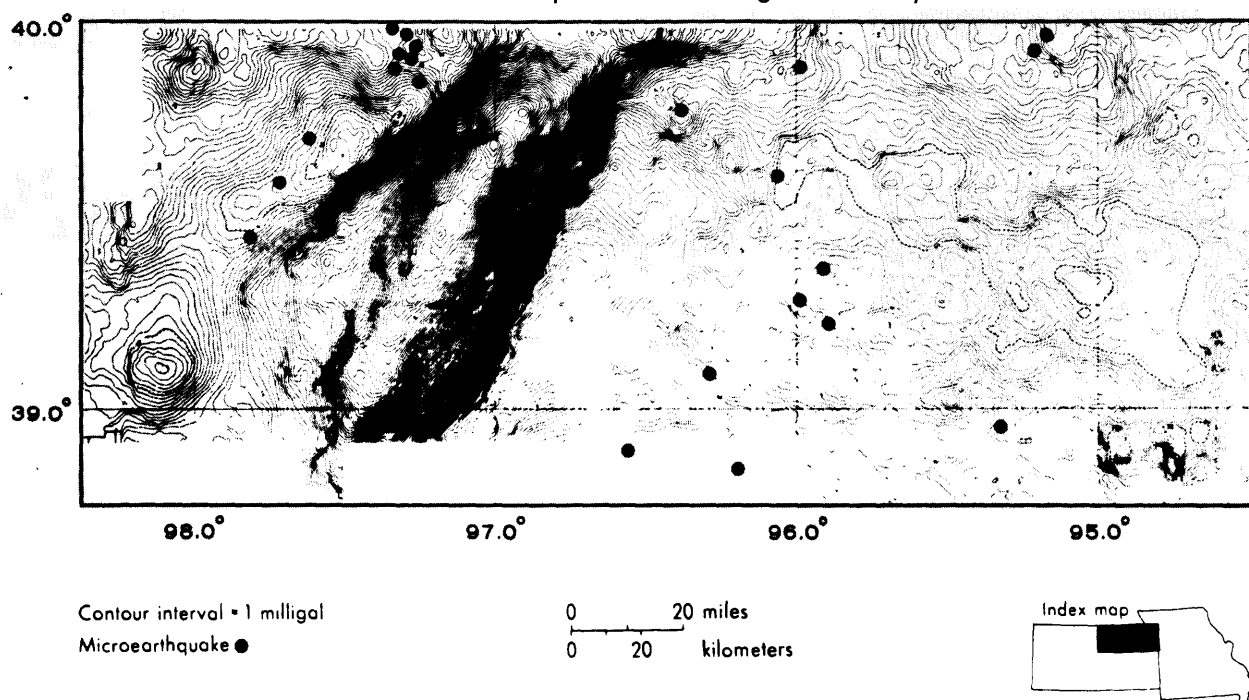 40.0°
39.0°
98.0° 97.0° 96.0° 95.0°
Contour interval = 1 milligal
Microearthquake ●
0 20 miles
0 20 kilometers
Index map